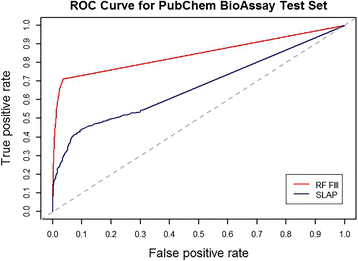 ROC Curve for PubChem BioAssay Test Set
True positive rate
1.0
0.9
0.8
0.7
0.6
0.5
0.4
0.3
0.2
0.1
0.0
RF FIII
SLAP
0.0 0.1 0.2 0.3 0.4 0.5 0.6 0.7 0.8 0.9 1.0
False positive rate